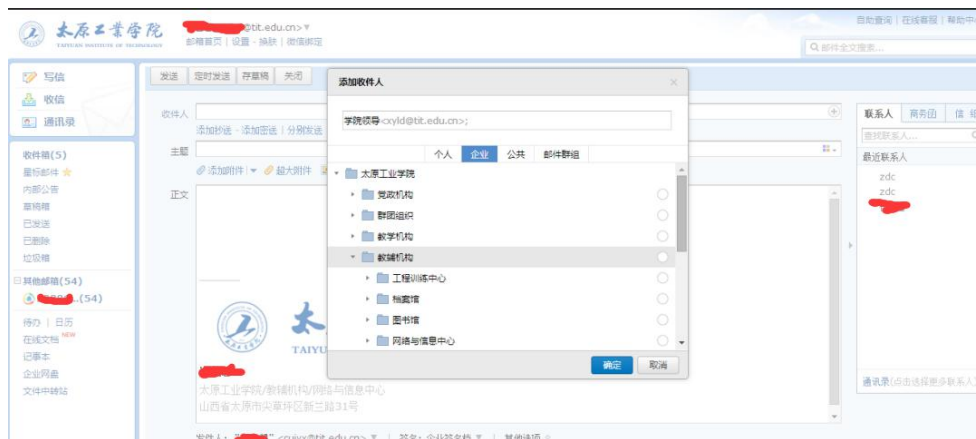 太原工业学院
TAIYUAN INSTITUTE OF TECHNOLOGY
@tit.edu.cn>▼
邮箱首页 | 设置 - 换肤 | 微信绑定
自助查询 | 在线客服 | 帮助中
邮件全文搜索...
写信
收信
通讯录
收件箱(5)
星标邮件
内部公告
草稿箱
已发送
已删除
垃圾箱
其他邮箱(54)
..(54)
待办 | 日历
在线文档 NEW
记事本
企业网盘
文件中转站
发送 定时发送 存草稿 关闭
收件人
添加抄送 - 添加密送 | 分别发送
主题
添加附件 | ▼ 超大附件
正文
太
TAIYU
太原工业学院/教辅机构/网络与信息中心
山西省太原市尖草坪区新兰路31号
发件人： <cuixx@tit.edu.cn> ▼ | 签名：企业签名档 ▼ | 其他选项
添加收件人 ×
学院领导<xyld@tit.edu.cn>;
个人 企业 公共 邮件群组
太原工业学院
党政机构
群团组织
教学机构
教辅机构
工程训练中心
档案馆
图书馆
网络与信息中心
确定 取消
联系人 商务函 信 纸
查找联系人...
最近联系人
zdc
zdc
通讯录(点击选择更多联系人)